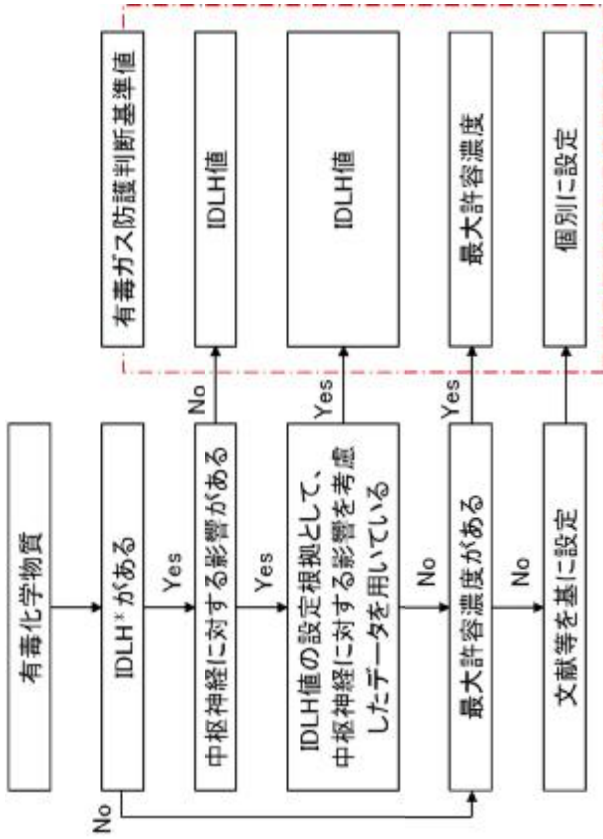 有毒化学物質
有毒ガス防護判断基準値
IDLH*がある
No
Yes
中枢神経に対する影響がある
No
IDLH値
Yes
IDLH値の設定根拠として、
中枢神経に対する影響を考慮
したデータを用いている
Yes
IDLH値
No
最大許容濃度がある
Yes
最大許容濃度
No
文献等を基に設定
個別に設定